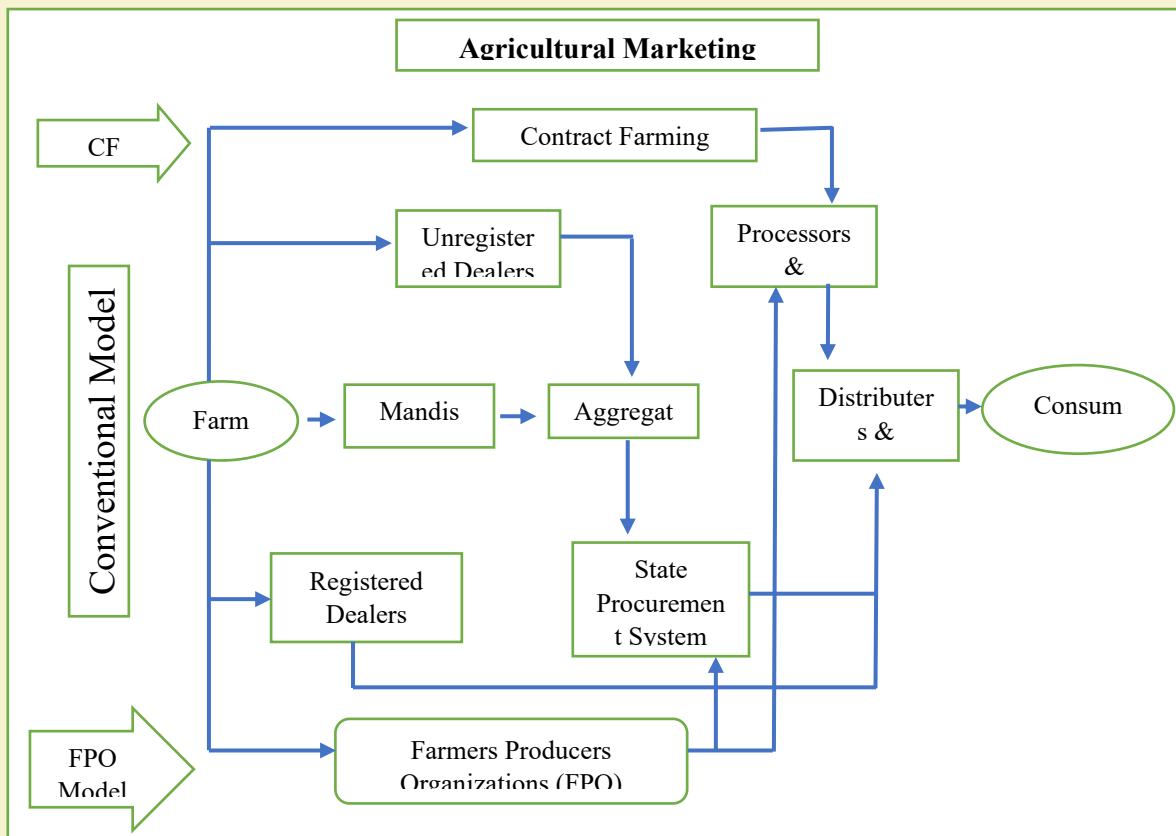 Agricultural Marketing
CF
Contract Farming
Unregister
ed Dealers
Processors
&
Conventional Model
Farm
Mandis
Aggregat
Distributer
s &
Consum
Registered
Dealers
State
Procuremen
t System
FPO
Model
Farmers Producers
Organizations (FPO)